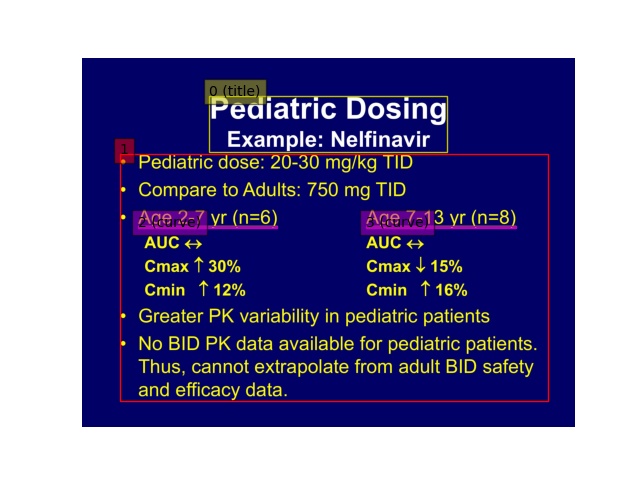 0 (title)
Pediatric Dosing
Example: Nelfinavir
1
• Pediatric dose: 20-30 mg/kg TID
• Compare to Adults: 750 mg TID
2 (curve) 3 (curve)
• Age 2-7 yr (n=6) Age 7-13 yr (n=8)
AUC ↔ AUC ↔
Cmax ↑ 30% Cmax ↓ 15%
Cmin ↑ 12% Cmin ↑ 16%
• Greater PK variability in pediatric patients
• No BID PK data available for pediatric patients.
Thus, cannot extrapolate from adult BID safety
and efficacy data.